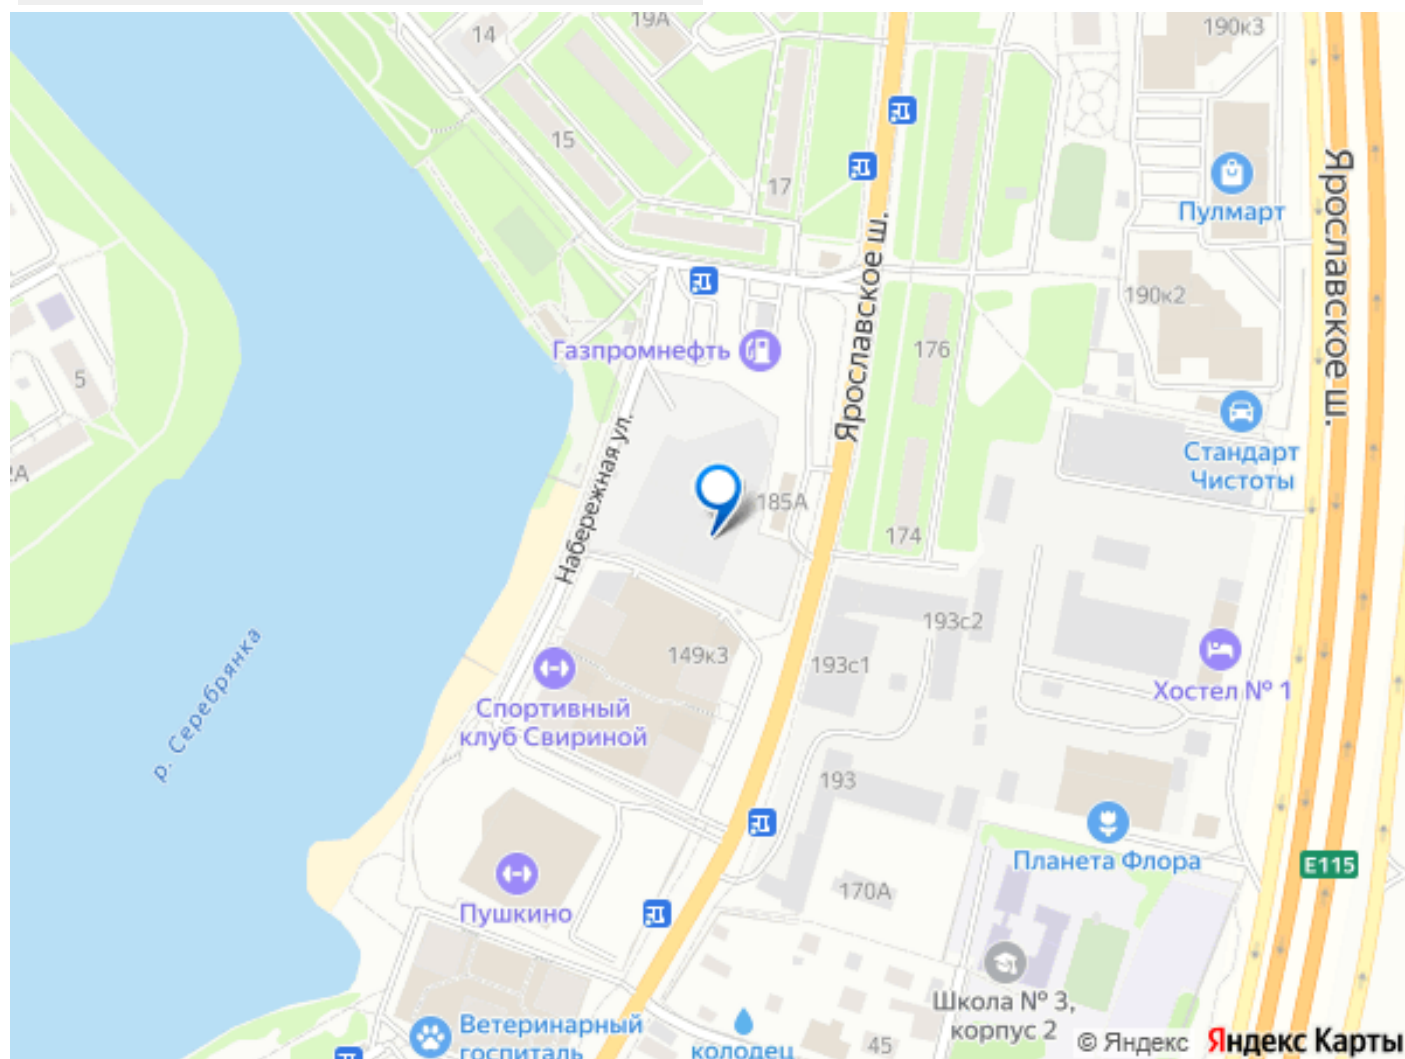 19А
190к3
14
15
17
Ярославское ш.
Пулмарт
Ярославское ш.
190к2
176
Газпромнефть
5
Набережная ул.
Стандарт
Чистоты
185А
174
193с2
149к3
193с1
р. Серебрянка
Хостел № 1
Спортивный
клуб Свириной
193
Планета Флора
Е115
170А
Пушкино
Школа № 3,
корпус 2
Ветеринарный
госпиталь
колодец
45
© Яндекс
Яндекс Карты